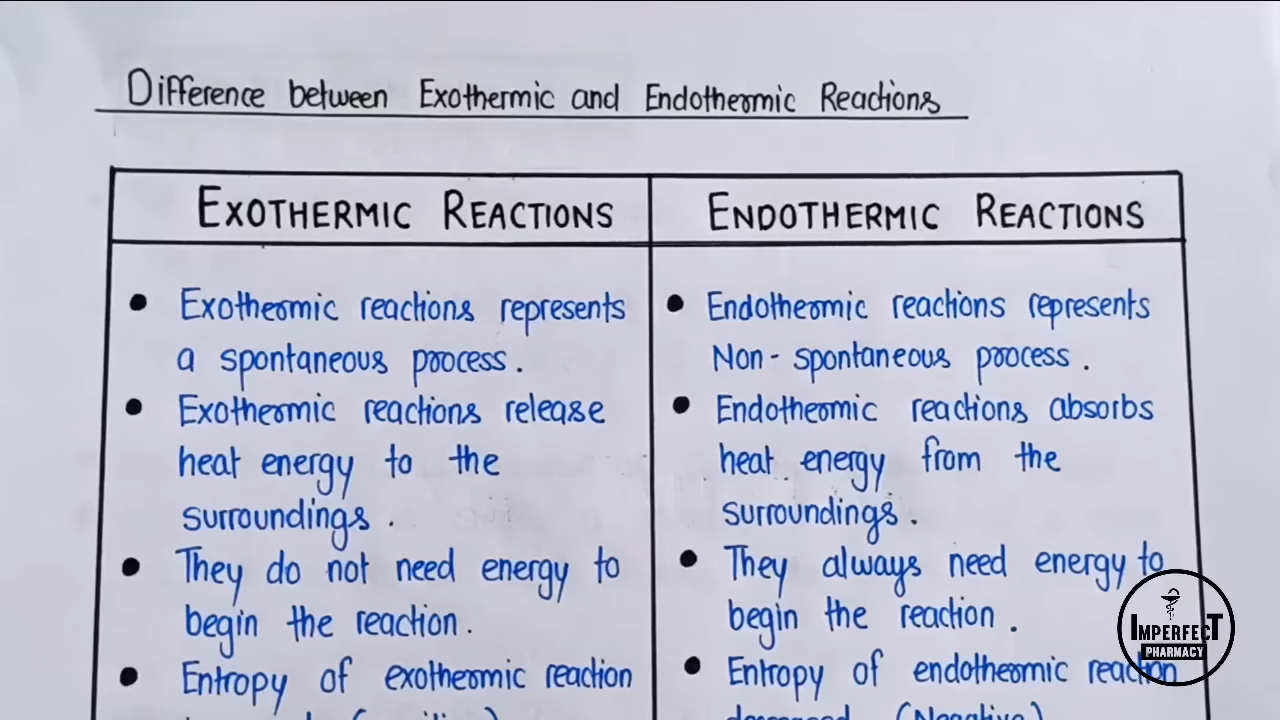 Difference between Exothermic and Endothermic Reactions
EXOTHERMIC REACTIONS
• Exothermic reactions represents
a spontaneous process.
• Exothermic reactions release
heat energy to the
surroundings.
• They do not need energy to
begin the reaction.
• Entropy of exothermic reaction
ENDOTHERMIC REACTIONS
• Endothermic reactions represents
Non-spontaneous process.
• Endothermic reactions absorbs
heat energy from the
surroundings.
• They always need energy to
begin the reaction.
• Entropy of endothermic reaction
(Negative)
IMPERFECT
PHARMACY